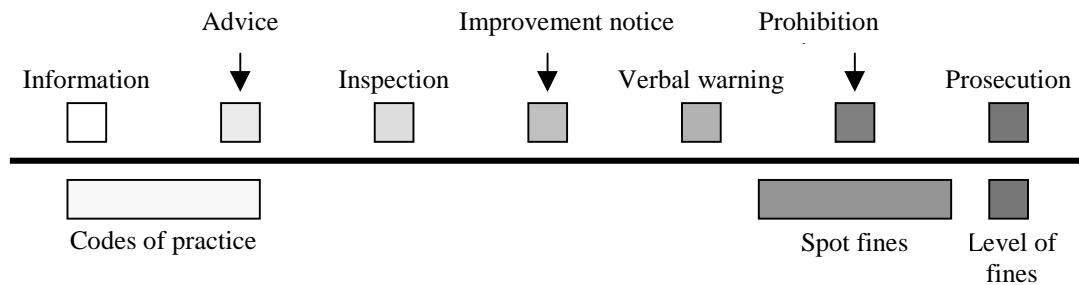 Advice
Improvement notice
Prohibition
Information
Inspection
Verbal warning
Prosecution
Codes of practice
Spot fines
Level of
fines